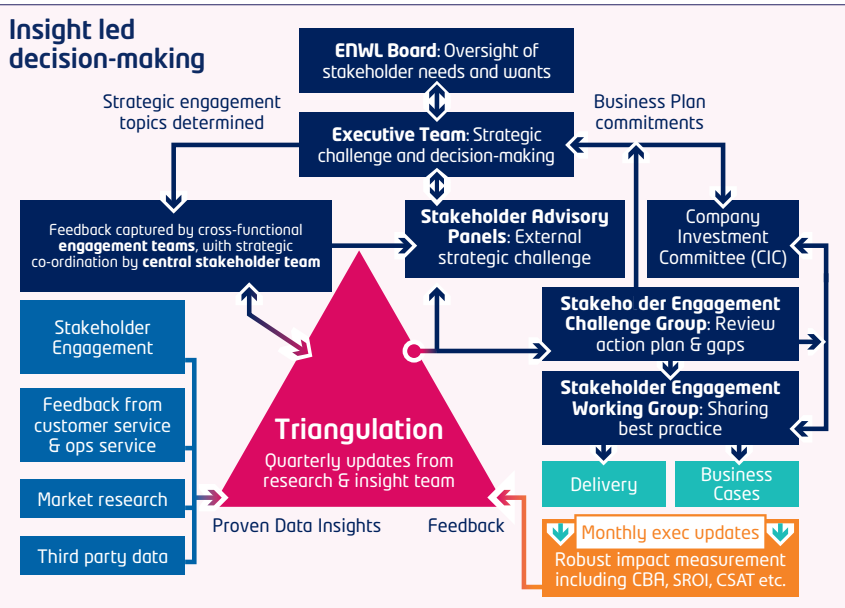 Insight led
decision-making
ENWL Board: Oversight of
stakeholder needs and wants
Strategic engagement
topics determined
Business Plan
commitments
Executive Team: Strategic
challenge and decision-making
Feedback captured by cross-functional
engagement teams, with strategic
co-ordination by central stakeholder team
Stakeholder Advisory
Panels: External
strategic challenge
Company
Investment
Committee (CIC)
Stakeho der Engagement
Challenge Group: Review
action plan & gaps
Stakeholder
Engagement
Feedback from
customer service
& ops service
Market research
Third party data
Triangulation
Quarterly updates from
research & insight team
Proven Data Insights
Feedback
Stakeholder Engagement
Working Group: Sharing
best practice
Delivery
Business
Cases
Monthly exec updates
Robust impact measurement
including CBA, SROI, CSAT etc.